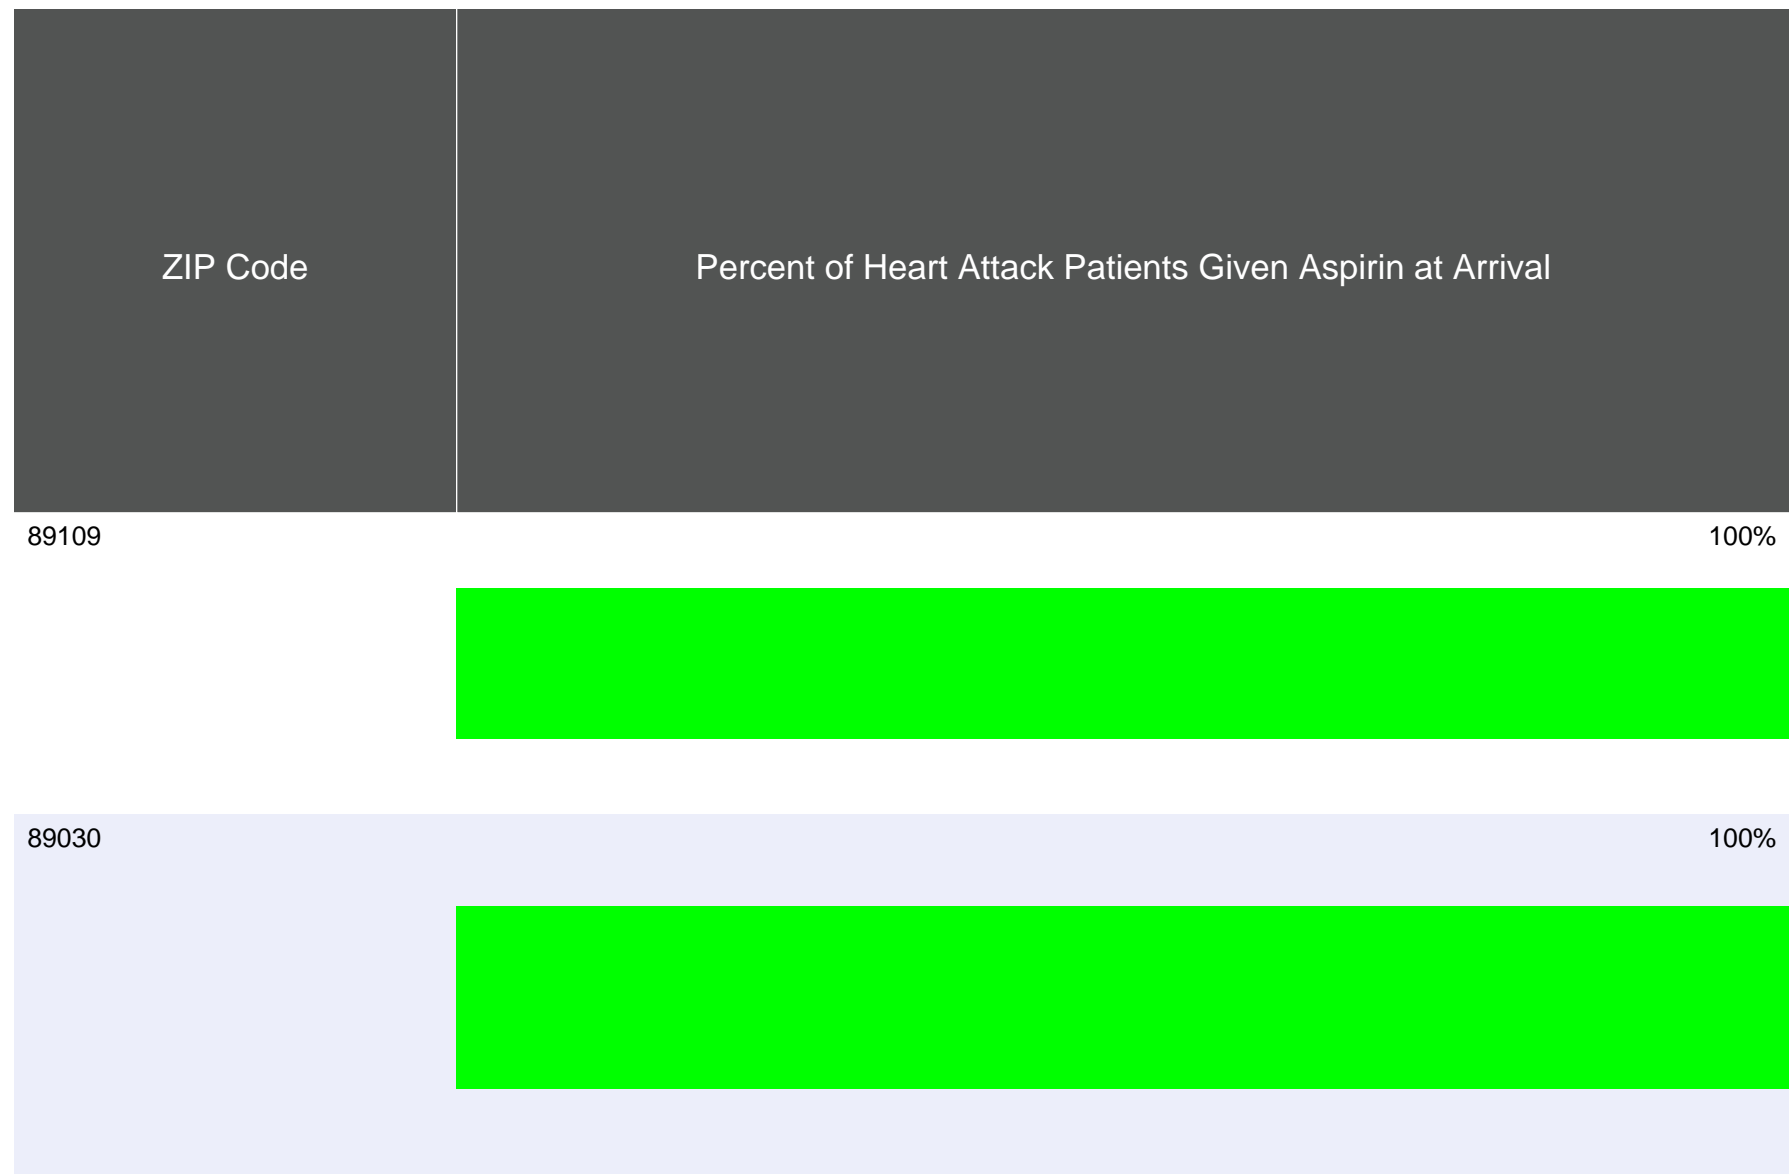 ZIP Code
Percent of Heart Attack Patients Given Aspirin at Arrival
89109
100%
89030
100%